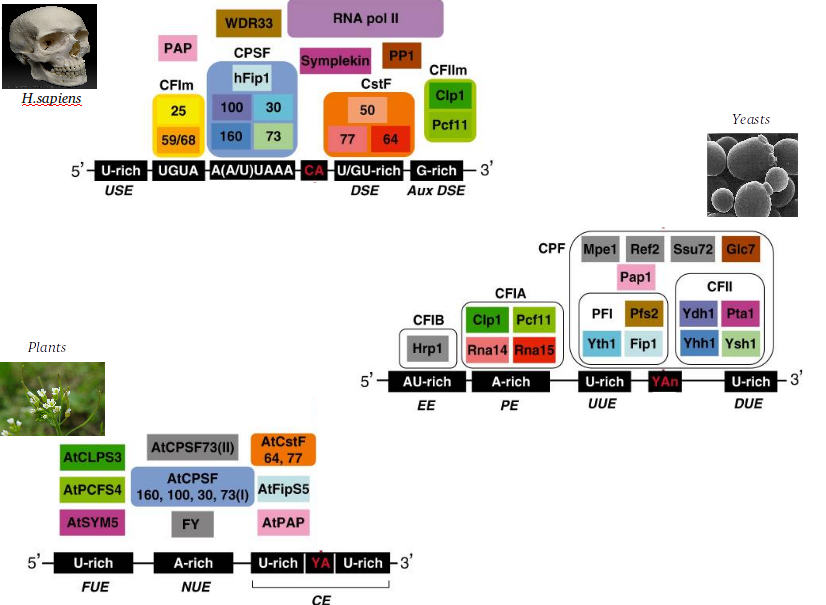 WDR33
RNA pol II
PAP
CPSF
Symplekin
PP1
CFIm
hFip1
CstF
CFIIm
25
100
30
50
Clp1
59/68
160
73
77
64
Pcf11
H.sapiens
5’
U-rich
UGUA
A(A/U)UAAA
CA
U/GU-rich
G-rich
3’
USE
DSE
Aux DSE
Yeasts
CPF
Mpe1
Ref2
Ssu72
Glc7
Pap1
CFII
CFIA
CFIB
PFI
Pfs2
Ydh1
Pta1
Clp1
Pcf11
Hrp1
Rna14
Rna15
Yth1
Fip1
Yhh1
Ysh1
5’
AU-rich
A-rich
U-rich
YAn
U-rich
3’
EE
PE
UUE
DUE
Plants
AtCLPS3
AtCPSF73(II)
AtCstF
64, 77
AtPCFS4
AtCPSF
160, 100, 30, 73(I)
AtFipS5
AtSYM5
FY
AtPAP
5’
U-rich
A-rich
U-rich
YA
U-rich
3’
FUE
NUE
CE